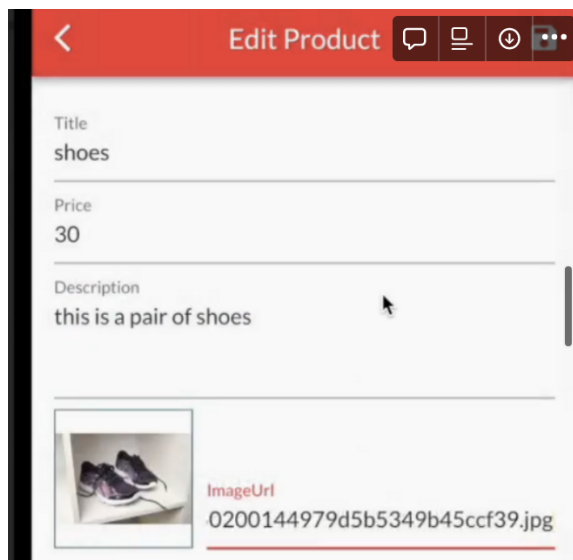 Edit Product
Title
shoes
Price
30
Description
this is a pair of shoes
ImageUrl
0200144979d5b5349b45ccf39.jpg